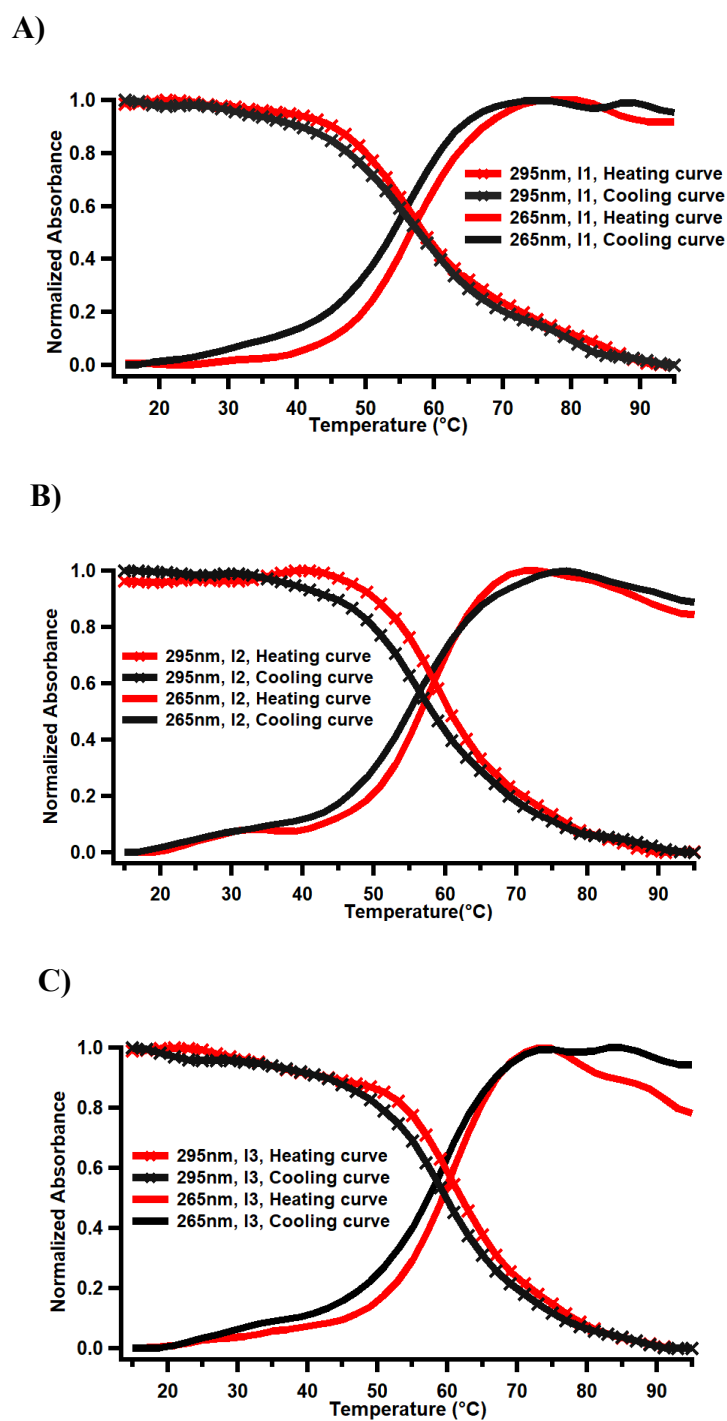 A)
1.0
0.8
0.6
0.4
0.2
0.0
Normalized Absorbance
295nm, I1, Heating curve
295nm, I1, Cooling curve
265nm, I1, Heating curve
265nm, I1, Cooling curve
20 30 40 50 60 70 80 90
Temperature (°C)
B)
1.0
0.8
0.6
0.4
0.2
0.0
Normalized Absorbance
295nm, I2, Heating curve
295nm, I2, Cooling curve
265nm, I2, Heating curve
265nm, I2, Cooling curve
20 30 40 50 60 70 80 90
Temperature(°C)
C)
1.0
0.8
0.6
0.4
0.2
0.0
Normalized Absorbance
295nm, I3, Heating curve
295nm, I3, Cooling curve
265nm, I3, Heating curve
265nm, I3, Cooling curve
20 30 40 50 60 70 80 90
Temperature (°C)